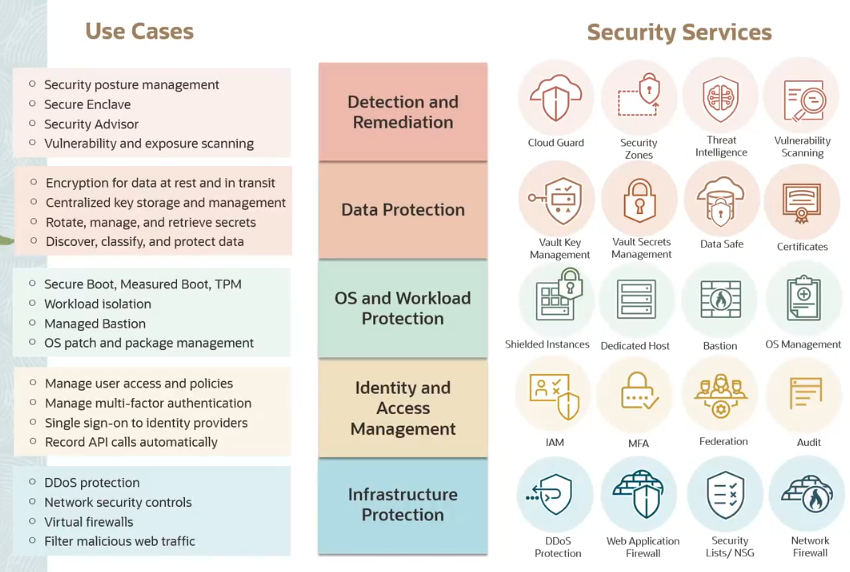 Use Cases
Security Services
Security posture management
Secure Enclave
Security Advisor
Vulnerability and exposure scanning
Detection and
Remediation
Cloud Guard
Security
Zones
Threat
Intelligence
Vulnerability
Scanning
Encryption for data at rest and in transit
Centralized key storage and management
Rotate, manage, and retrieve secrets
Discover, classify, and protect data
Data Protection
Vault Key
Management
Vault Secrets
Management
Data Safe
Certificates
Secure Boot, Measured Boot, TPM
Workload isolation
Managed Bastion
OS patch and package management
OS and Workload
Protection
Shielded Instances
Dedicated Host
Bastion
OS Management
Manage user access and policies
Manage multi-factor authentication
Single sign-on to identity providers
Record API calls automatically
Identity and
Access
Management
IAM
MFA
Federation
Audit
DDoS protection
Network security controls
Virtual firewalls
Filter malicious web traffic
Infrastructure
Protection
DDoS
Protection
Web Application
Firewall
Security
Lists/ NSG
Network
Firewall